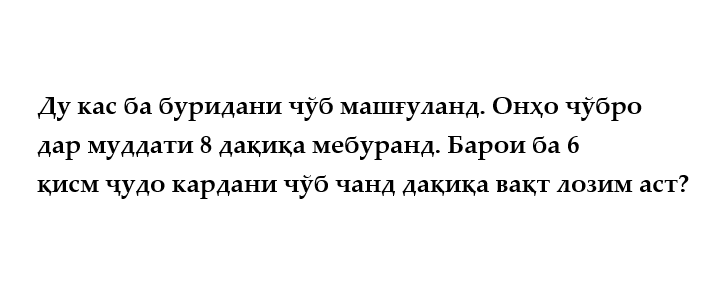 Ду кас ба буридани чӯб машғуланд. Онҳо чӯбро
дар муддати 8 дақиқа мебуранд. Барои ба 6
қисм ҷудо кардани чӯб чанд дақиқа вақт лозим аст?